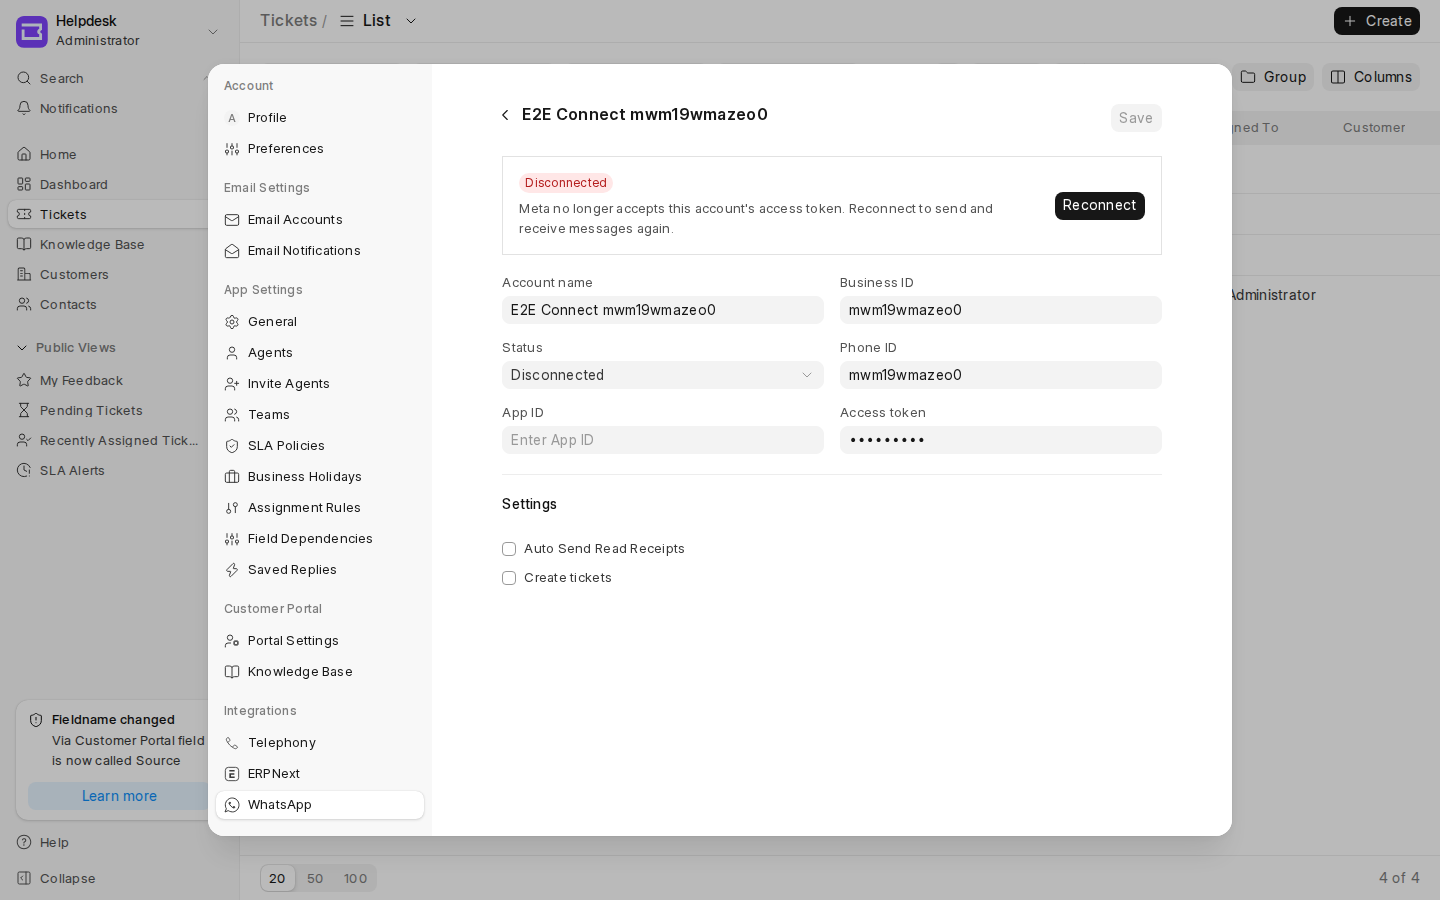 Helpdesk
Administrator
Search
Notifications
Home
Dashboard
Tickets
Knowledge Base
Customers
Contacts
Public Views
My Feedback
Pending Tickets
Recently Assigned Tick...
SLA Alerts
Fieldname changed
Via Customer Portal field
is now called Source
Learn more
Help
Collapse
Tickets / List
Create
Group
Columns
Customer
Administrator
20 50 100
4 of 4
Account
A Profile
Preferences
Email Settings
Email Accounts
Email Notifications
App Settings
General
Agents
Invite Agents
Teams
SLA Policies
Business Holidays
Assignment Rules
Field Dependencies
Saved Replies
Customer Portal
Portal Settings
Knowledge Base
Integrations
Telephony
ERPNext
WhatsApp
E2E Connect mwm19wmazeo0
Save
Disconnected
Meta no longer accepts this account's access token. Reconnect to send and
receive messages again.
Reconnect
Account name
E2E Connect mwm19wmazeo0
Business ID
mwm19wmazeo0
Status
Disconnected
Phone ID
mwm19wmazeo0
App ID
Enter App ID
Access token
•••••••••
Settings
Auto Send Read Receipts
Create tickets